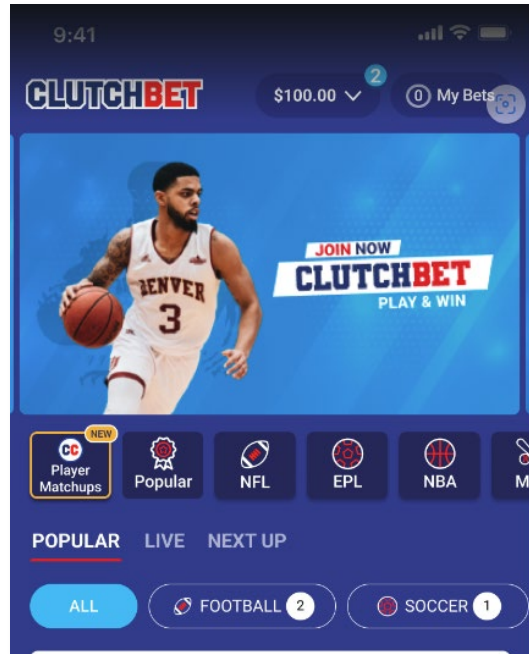 9:41
CLUTCHBET
$100.00
2
0 My Bets
DENVER
3
JOIN NOW
CLUTCHBET
PLAY & WIN
NEW
CC
Player
Matchups
Popular
NFL
EPL
NBA
M
POPULAR LIVE NEXT UP
ALL
FOOTBALL 2
SOCCER 1